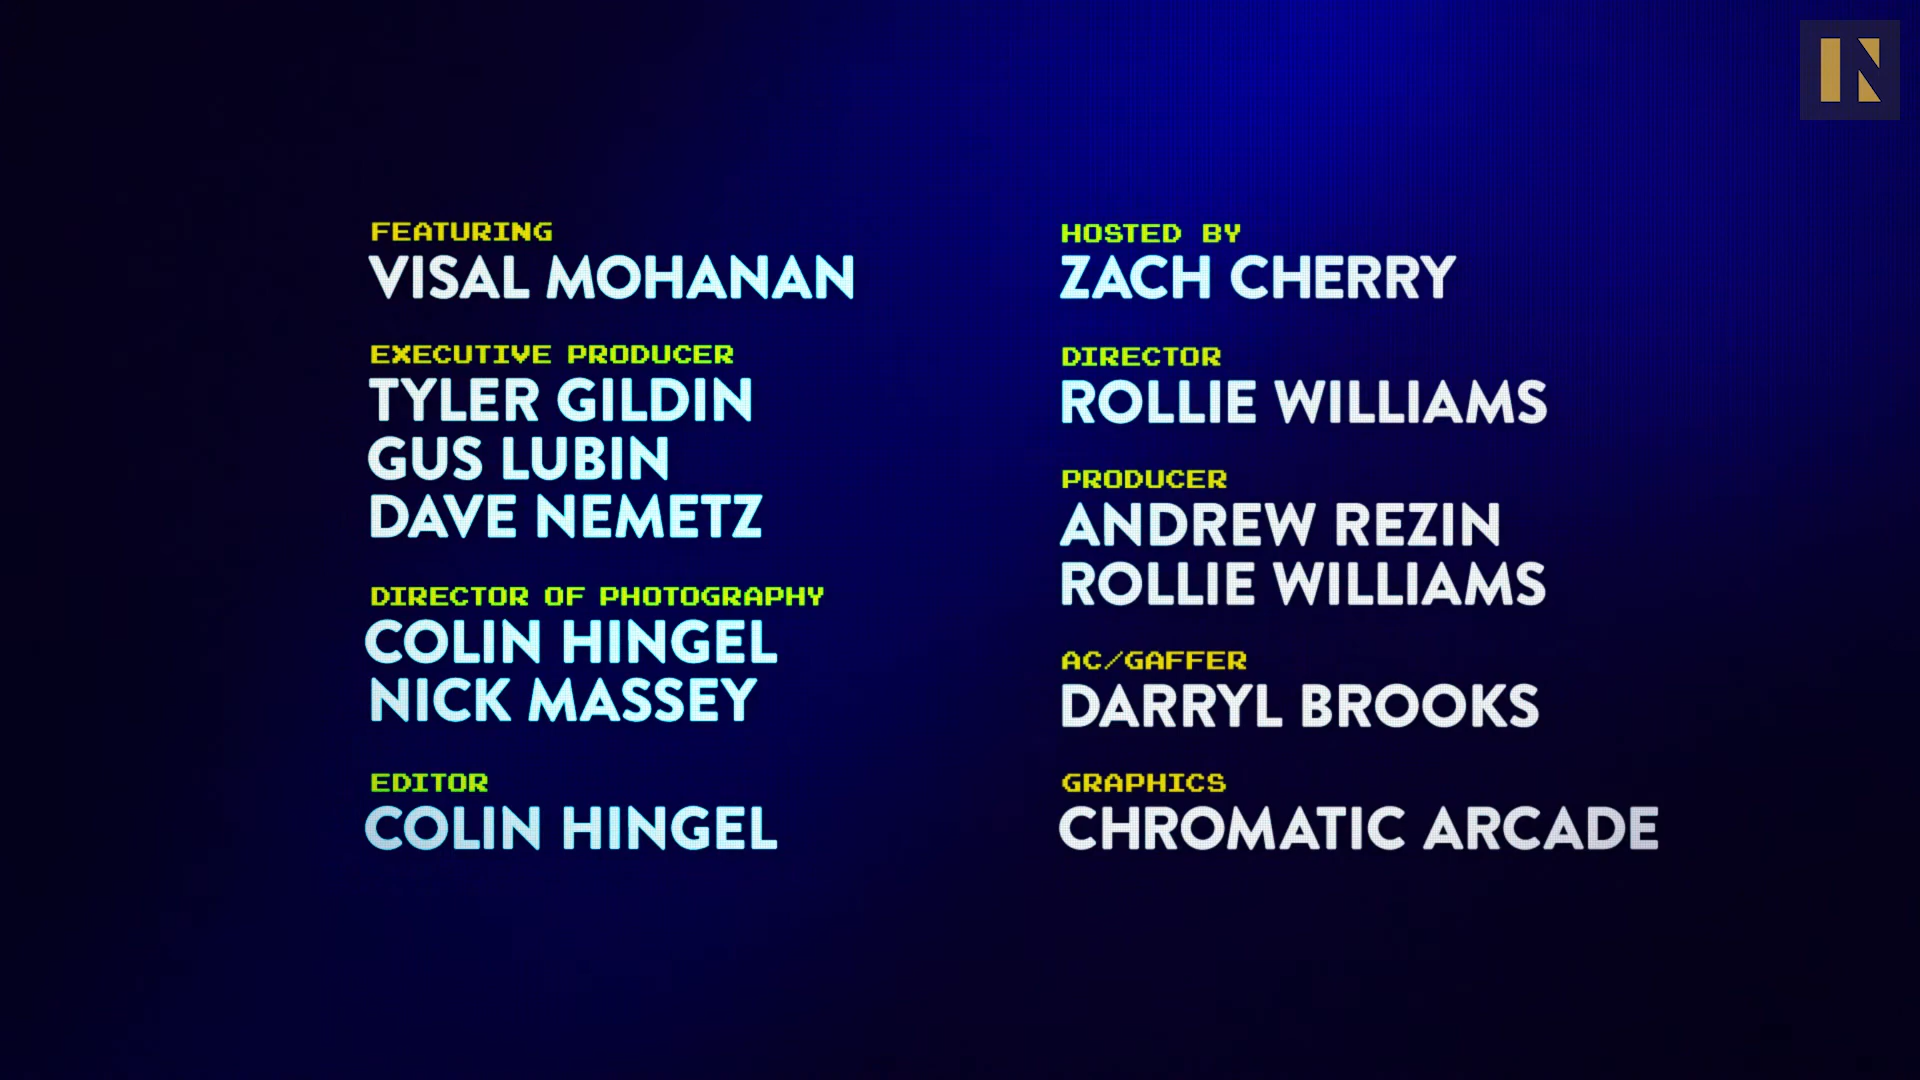 FEATURING
VISAL MOHANAN
EXECUTIVE PRODUCER
TYLER GILDIN
GUS LUBIN
DAVE NEMETZ
DIRECTOR OF PHOTOGRAPHY
COLIN HINGEL
NICK MASSEY
EDITOR
COLIN HINGEL
HOSTED BY
ZACH CHERRY
DIRECTOR
ROLLIE WILLIAMS
PRODUCER
ANDREW REZIN
ROLLIE WILLIAMS
AC/GAFFER
DARRYL BROOKS
GRAPHICS
CHROMATIC ARCADE
IN